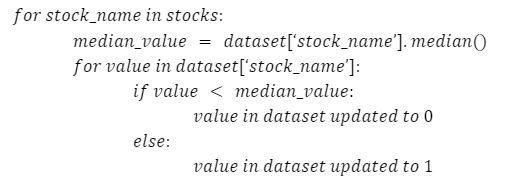 for stock_name in stocks:
median_value = dataset[‘stock_name’].median()
for value in dataset[‘stock_name’]:
if value < median_value:
value in dataset updated to 0
else:
value in dataset updated to 1